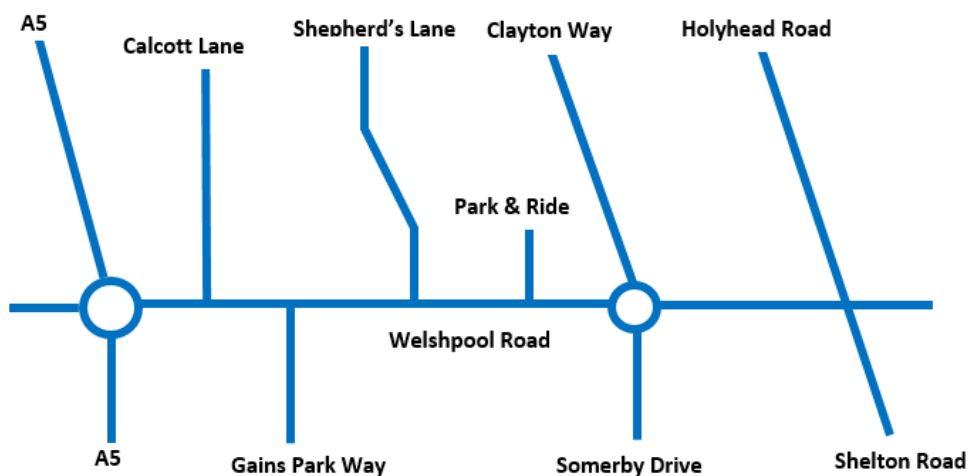 A5
Calcott Lane
Shepherd's Lane
Clayton Way
Holyhead Road
Park & Ride
Welshpool Road
A5
Gains Park Way
Somerby Drive
Shelton Road